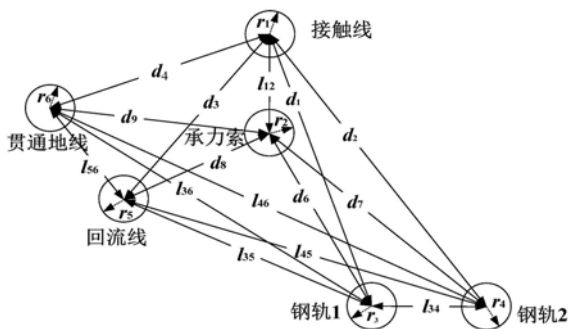 r₁ 接触线
d₄
r₆ l₁₂
d₃ d₁
d₉ r₂ d₂
贯通地线 承力索
l₅₆ d₈
l₃₆ l₄₆ d₆ d₇
r₅
回流线 l₃₅ l₄₅
r₃ l₃₄ r₄
钢轨1 钢轨2